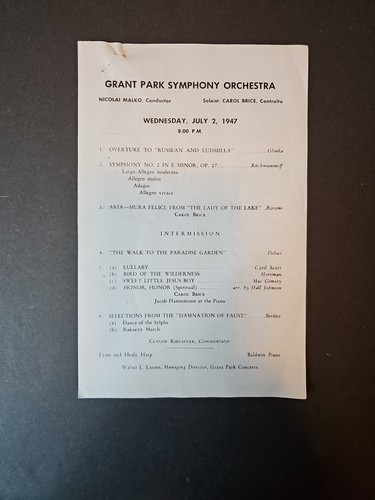 GRANT PARK SYMPHONY ORCHESTRA
NICOLAI MALKO, Conductor Soloist: CAROL BRICE, Contralto
WEDNESDAY, JULY 2, 1947
8:00 P.M.
1. OVERTURE TO "RUSSLAN AND LUDMILLA" Glinka
2. SYMPHONY NO. 2 IN E MINOR, OP. 27 Rachmaninoff
Largo-Allegro moderato
Allegro molto
Adagio
Allegro vivace
3. ARIA—MURA FELICI, FROM "THE LADY OF THE LAKE" Rossini
CAROL BRICE
INTERMISSION
4. "THE WALK TO THE PARADISE GARDEN" Delius
5. (a) LULLABY Cyril Scott
(b) BIRD OF THE WILDERNESS Horsman
(c) SWEET LITTLE JESUS BOY Mac Gimsey
(d) HONOR, HONOR (Spiritual) arr. by Hall Johnson
CAROL BRICE
Jacob Hannemann at the Piano
6. SELECTIONS FROM THE "DAMNATION OF FAUST" Berlioz
(a) Dance of the Sylphs
(b) Rakoczy March
CLAUDE KIRCHNER, Commentator
Lyon and Healy Harp Baldwin Piano
Walter L. Larsen, Managing Director, Grant Park Concerts